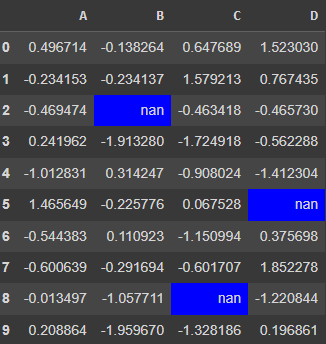 A B C D
0 0.496714 -0.138264 0.647689 1.523030
1 -0.234153 -0.234137 1.579213 0.767435
2 -0.469474 nan -0.463418 -0.465730
3 0.241962 -1.913280 -1.724918 -0.562288
4 -1.012831 0.314247 -0.908024 -1.412304
5 1.465649 -0.225776 0.067528 nan
6 -0.544383 0.110923 -1.150994 0.375698
7 -0.600639 -0.291694 -0.601707 1.852278
8 -0.013497 -1.057711 nan -1.220844
9 0.208864 -1.959670 -1.328186 0.196861